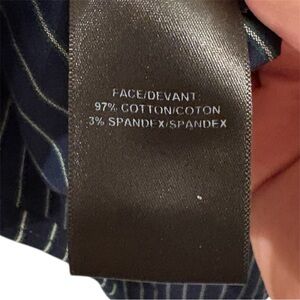 FACE/DEVANT:
97% COTTON/COTON
3% SPANDEX/SPANDEX